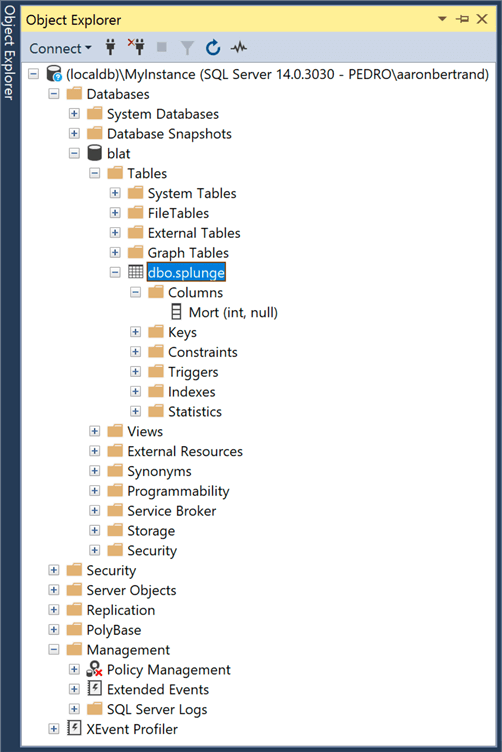 Object Explorer
Object Explorer
Connect
(localdb)\MyInstance (SQL Server 14.0.3030 - PEDRO\aaronbertrand)
Databases
System Databases
Database Snapshots
blat
Tables
System Tables
FileTables
External Tables
Graph Tables
dbo.splunge
Columns
Mort (int, null)
Keys
Constraints
Triggers
Indexes
Statistics
Views
External Resources
Synonyms
Programmability
Service Broker
Storage
Security
Security
Server Objects
Replication
PolyBase
Management
Policy Management
Extended Events
SQL Server Logs
XEvent Profiler